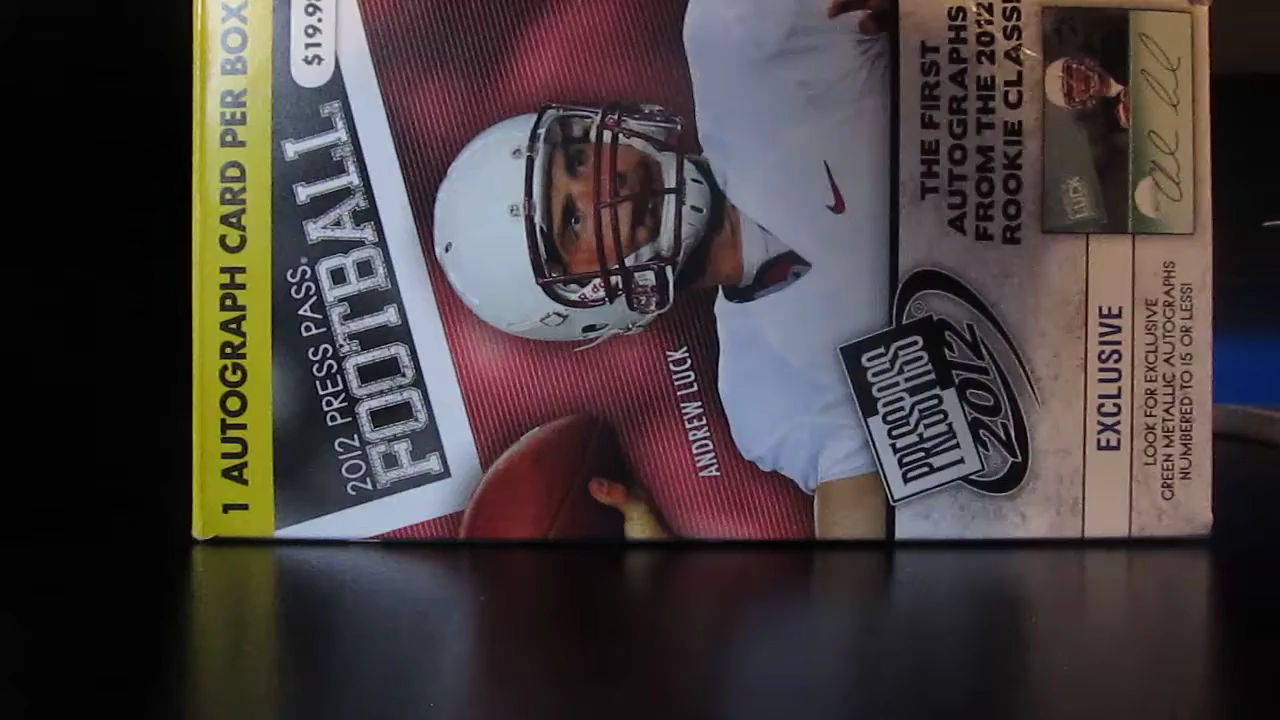 1 AUTOGRAPH CARD PER BOX
$19.9
2012 PRESS PASS®
FOOTBALL
ANDREW LUCK
PRESS PASS
2012
®
THE FIRST
AUTOGRAPHS
FROM THE 2012
ROOKIE CLASS
LUCK
EXCLUSIVE
LOOK FOR EXCLUSIVE
GREEN METALLIC AUTOGRAPHS
NUMBERED TO 15 OR LESS!